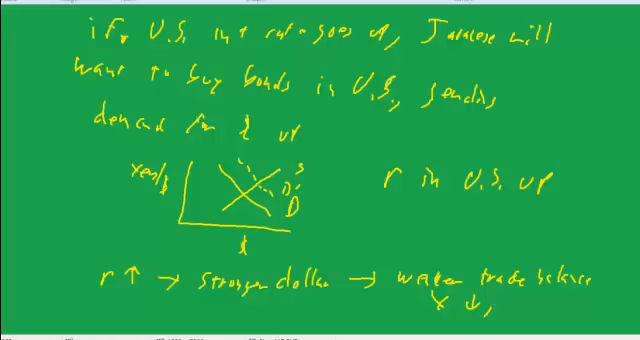 if U.S. int rate goes up, Japanese will
want to buy bonds in U.S., sends
demand for $ up
yen/$
S
D'
D
$
r in U.S. up
r ↑ → stronger dollar → weaker trade balance
X ↓,